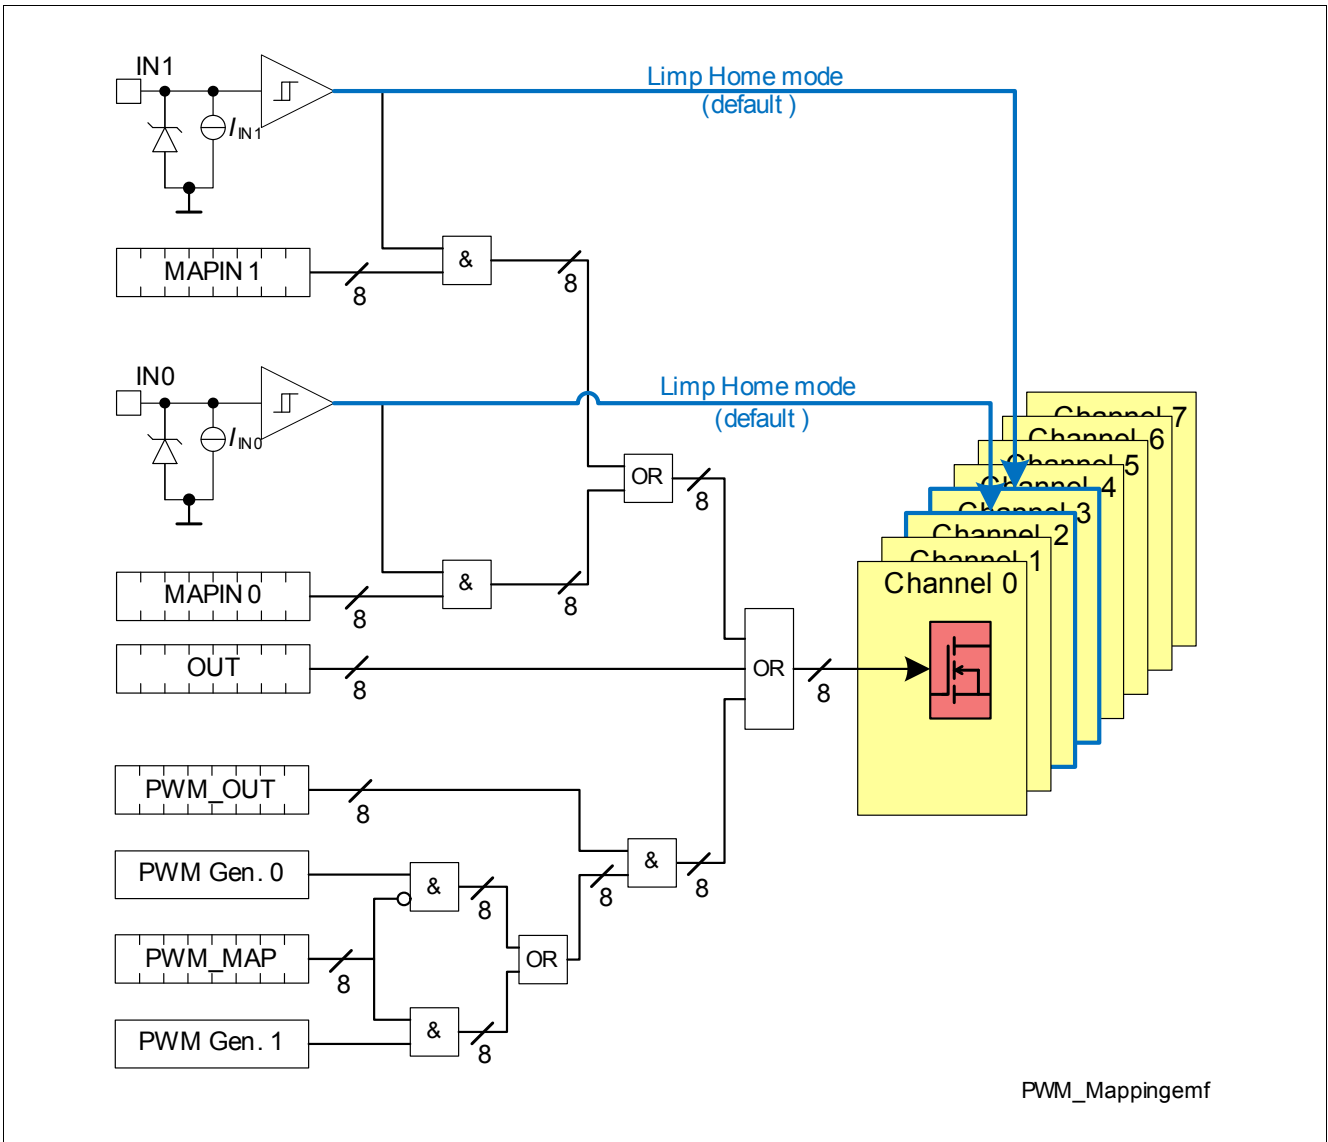 IN1
I IN1
Limp Home mode
(default )
MAPIN 1
8
&
8
IN0
I IN0
Limp Home mode
(default )
Channel 7
Channel 6
Channel 5
Channel 4
Channel 3
Channel 2
Channel 1
Channel 0
OR
8
MAPIN 0
8
&
8
OUT
8
OR
8
PWM_OUT
8
&
8
8
PWM Gen. 0
&
8
PWM_MAP
8
OR
PWM Gen. 1
&
8
PWM_Mappingemf